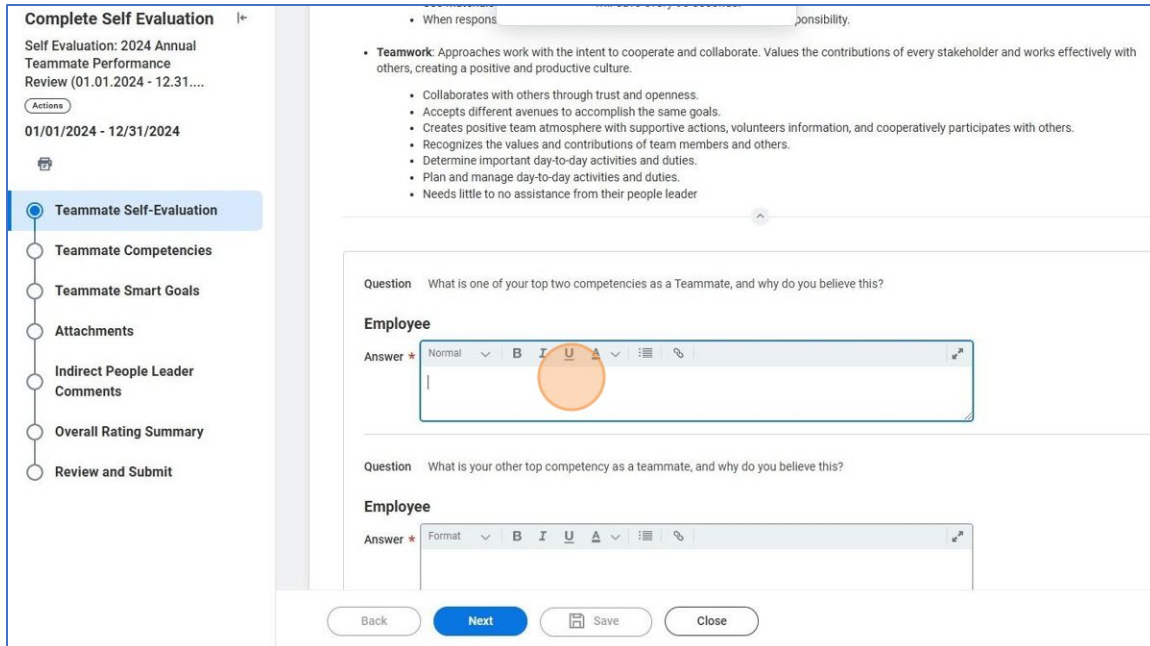 Complete Self Evaluation
Self Evaluation: 2024 Annual
Teammate Performance
Review (01.01.2024 - 12.31....
Actions
01/01/2024 - 12/31/2024
Teammate Self-Evaluation
Teammate Competencies
Teammate Smart Goals
Attachments
Indirect People Leader
Comments
Overall Rating Summary
Review and Submit
• When respons
ponsibility.
• Teamwork: Approaches work with the intent to cooperate and collaborate. Values the contributions of every stakeholder and works effectively with
others, creating a positive and productive culture.
• Collaborates with others through trust and openness.
• Accepts different avenues to accomplish the same goals.
• Creates positive team atmosphere with supportive actions, volunteers information, and cooperatively participates with others.
• Recognizes the values and contributions of team members and others.
• Determine important day-to-day activities and duties.
• Plan and manage day-to-day activities and duties.
• Needs little to no assistance from their people leader
Question What is one of your top two competencies as a Teammate, and why do you believe this?
Employee
Answer * Normal B I U A
Question What is your other top competency as a teammate, and why do you believe this?
Employee
Answer * Format B I U A
Back Next Save Close